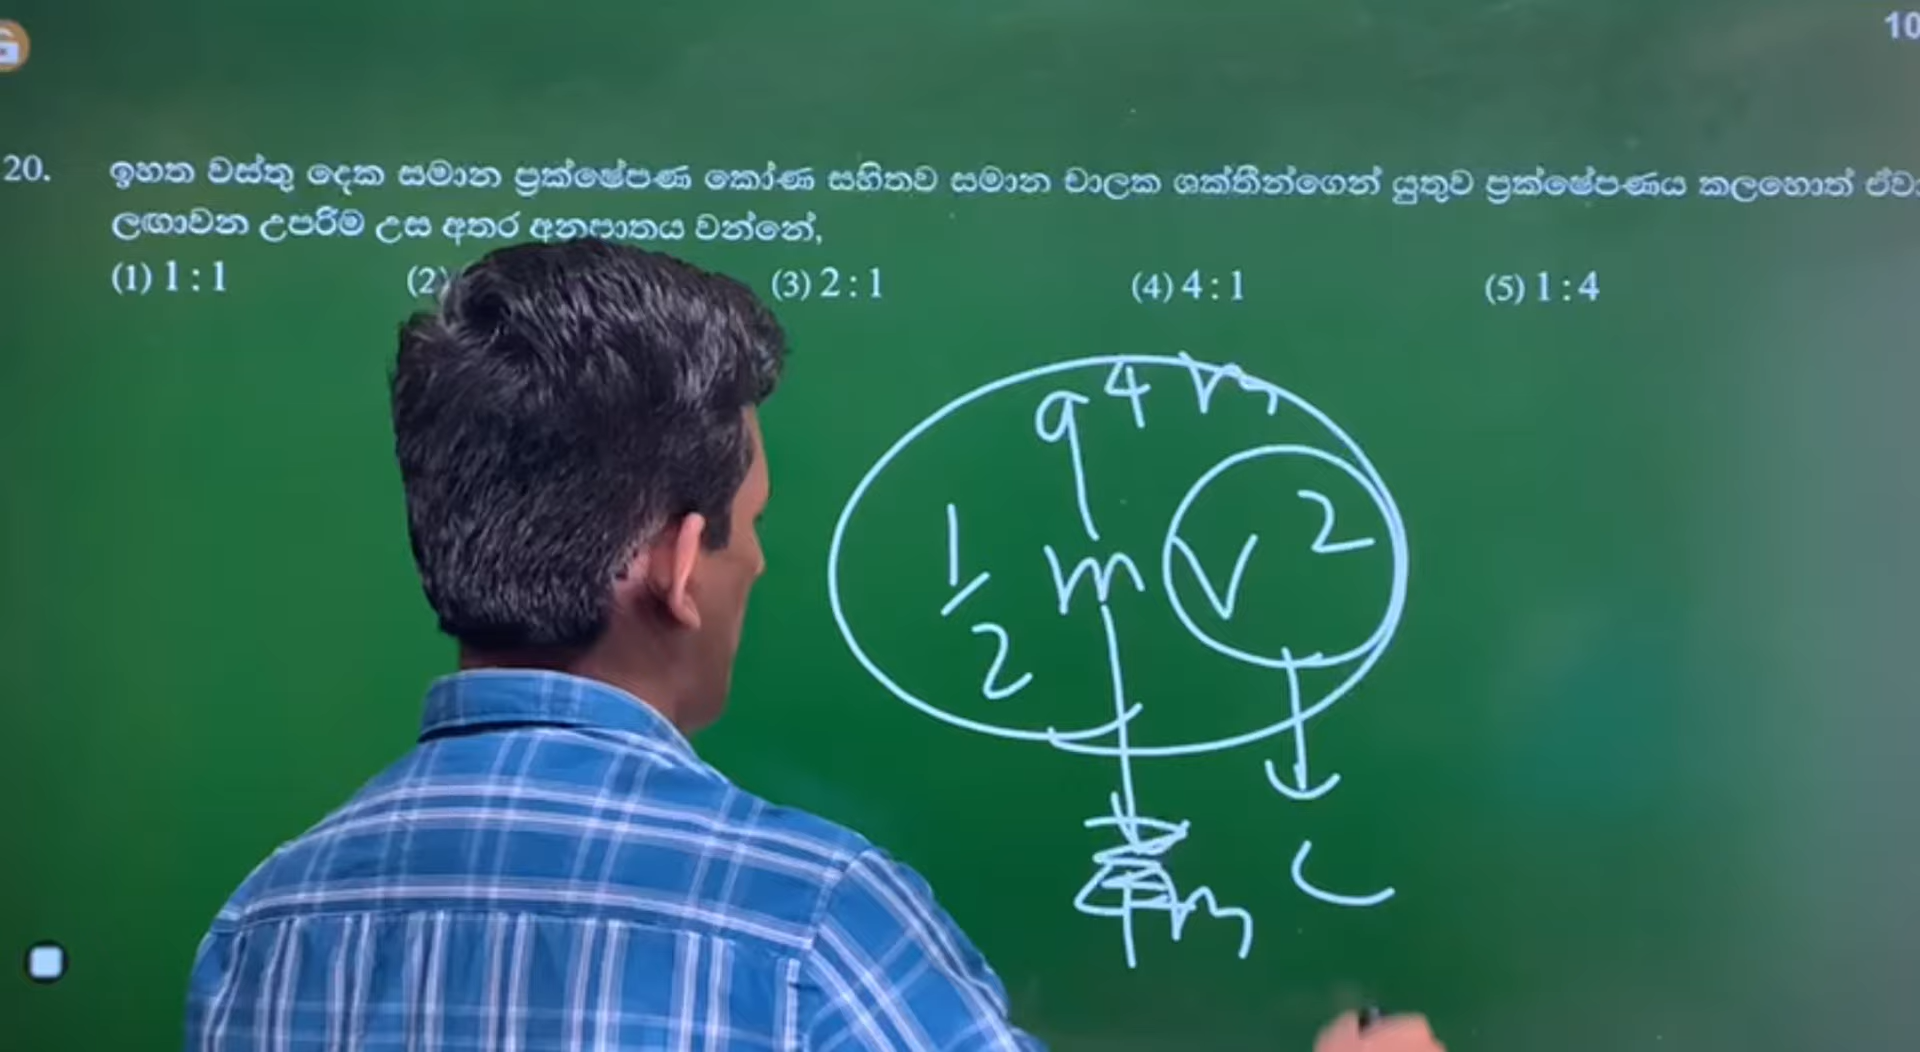 10
20. ඉහත වස්තු දෙක සමාන ප්‍රක්ෂේපණ කෝණ සහිතව සමාන චාලක ශක්තීන්ගෙන් යුතුව ප්‍රක්ෂේපණය කලහොත් ඒවා
ළඟාවන උපරිම උස අතර අනුපාතය වන්නේ,
(1) 1 : 1 (2) (3) 2 : 1 (4) 4 : 1 (5) 1 : 4
4 m
1/2 m v²
4m